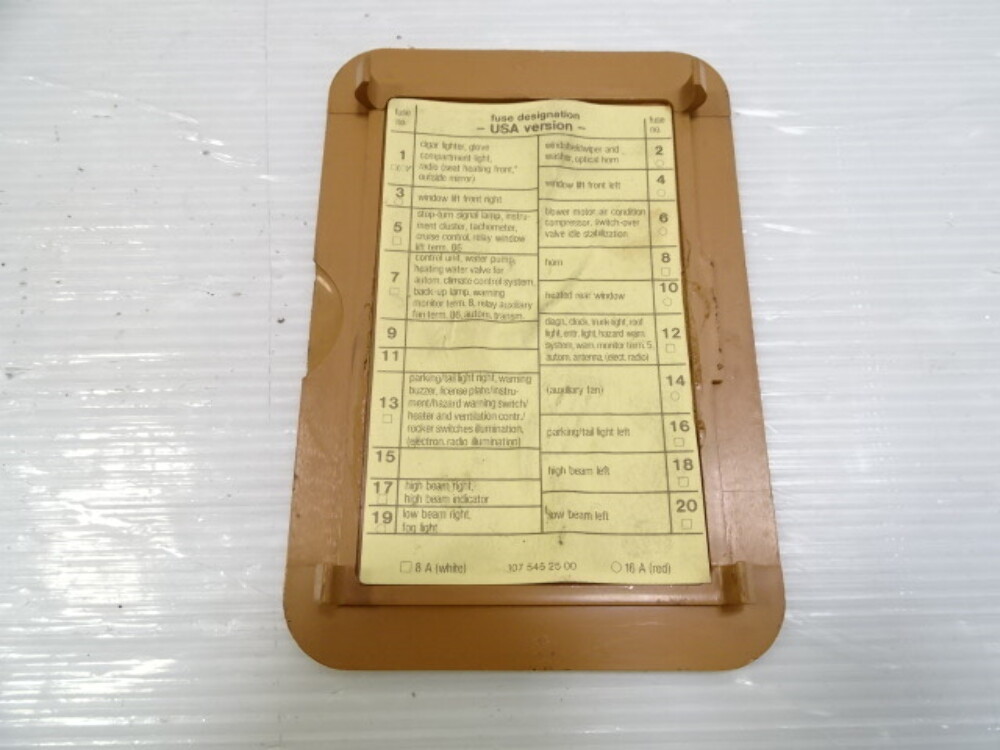 fuse no.
fuse designation
– USA version –
fuse no.
1
cigar lighter, glove
compartment light,
radio (seat heating front,
outside mirror)
windshieldwiper and
washer, optical horn
2
window lift front left
4
3
window lift front right
5
stop-turn signal lamp, instru-
ment cluster, tachometer,
cruise control, relay window
lift term. 86
blower motor, air condition
compressor, switch-over
valve idle stabilization
6
7
control unit, water pump,
heating water valve for
autom. climate control system,
back-up lamp, warning
monitor term. 8, relay auxiliary
fan term. 86, autom. transm.
horn
8
heated rear window
10
9
11
diagn., clock, trunk light, roof
light, entr. light, hazard warn.
system, warn. monitor term. 5
autom. antenna, (elect. radio)
12
13
parking/tail light right, warning
buzzer, license plate/instru-
ment/hazard warning switch/
heater and ventilation contr./
rocker switches illumination,
(electron. radio illumination)
(auxiliary fan)
14
parking/tail light left
16
15
high beam left
18
17
high beam right,
high beam indicator
19
low beam right,
fog light
low beam left
20
8 A (white)
107 545 25 00
16 A (red)